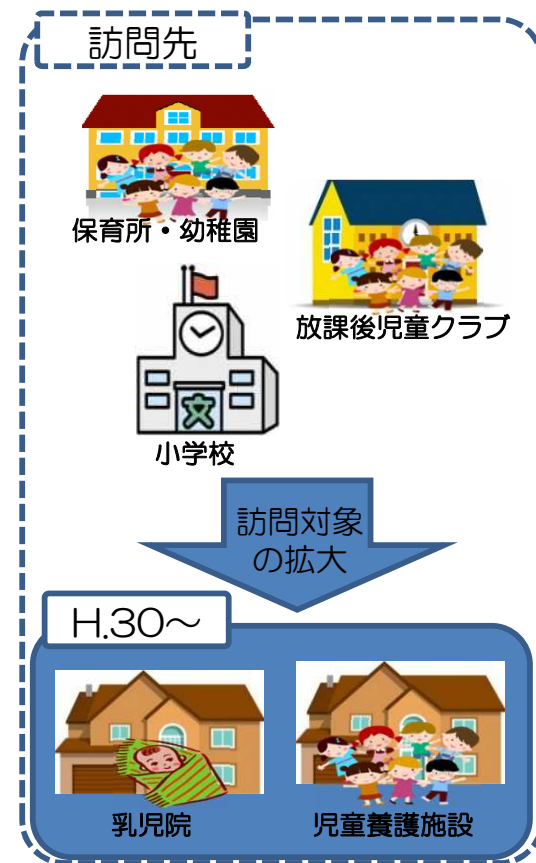 訪問先
保育所・幼稚園
放課後児童クラブ
文
小学校
訪問対象
の拡大
H.30～
乳児院
児童養護施設